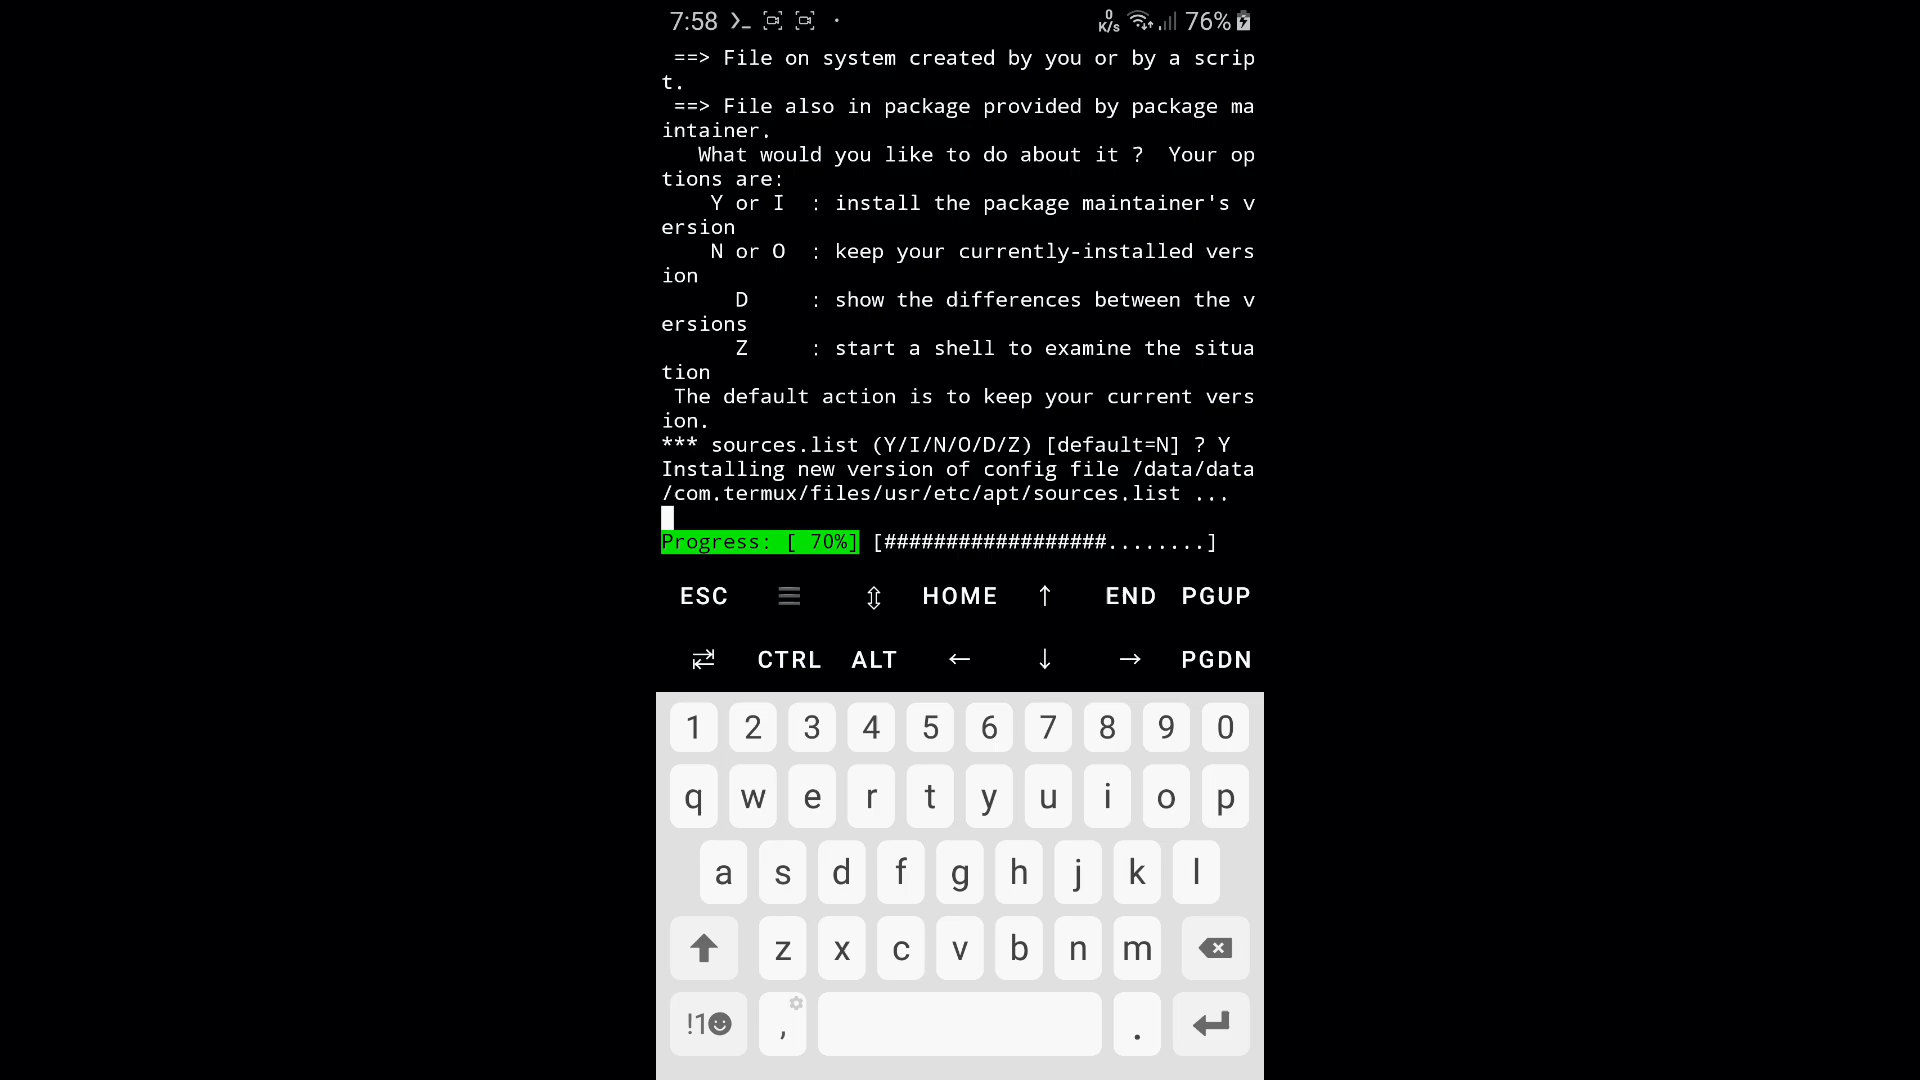 7:58
0
K/s
76%
==> File on system created by you or by a scrip
t.
==> File also in package provided by package ma
intainer.
What would you like to do about it ?  Your op
tions are:
Y or I  : install the package maintainer's v
ersion
N or O  : keep your currently-installed vers
ion
D     : show the differences between the v
ersions
Z     : start a shell to examine the situa
tion
The default action is to keep your current vers
ion.
*** sources.list (Y/I/N/O/D/Z) [default=N] ? Y
Installing new version of config file /data/data
/com.termux/files/usr/etc/apt/sources.list ...
Progress: [ 70%] [##################........]
ESC ☰ ⇳ HOME ↑ END PGUP
⇄ CTRL ALT ← ↓ → PGDN
1 2 3 4 5 6 7 8 9 0
q w e r t y u i o p
a s d f g h j k l
z x c v b n m
!1☻ , .